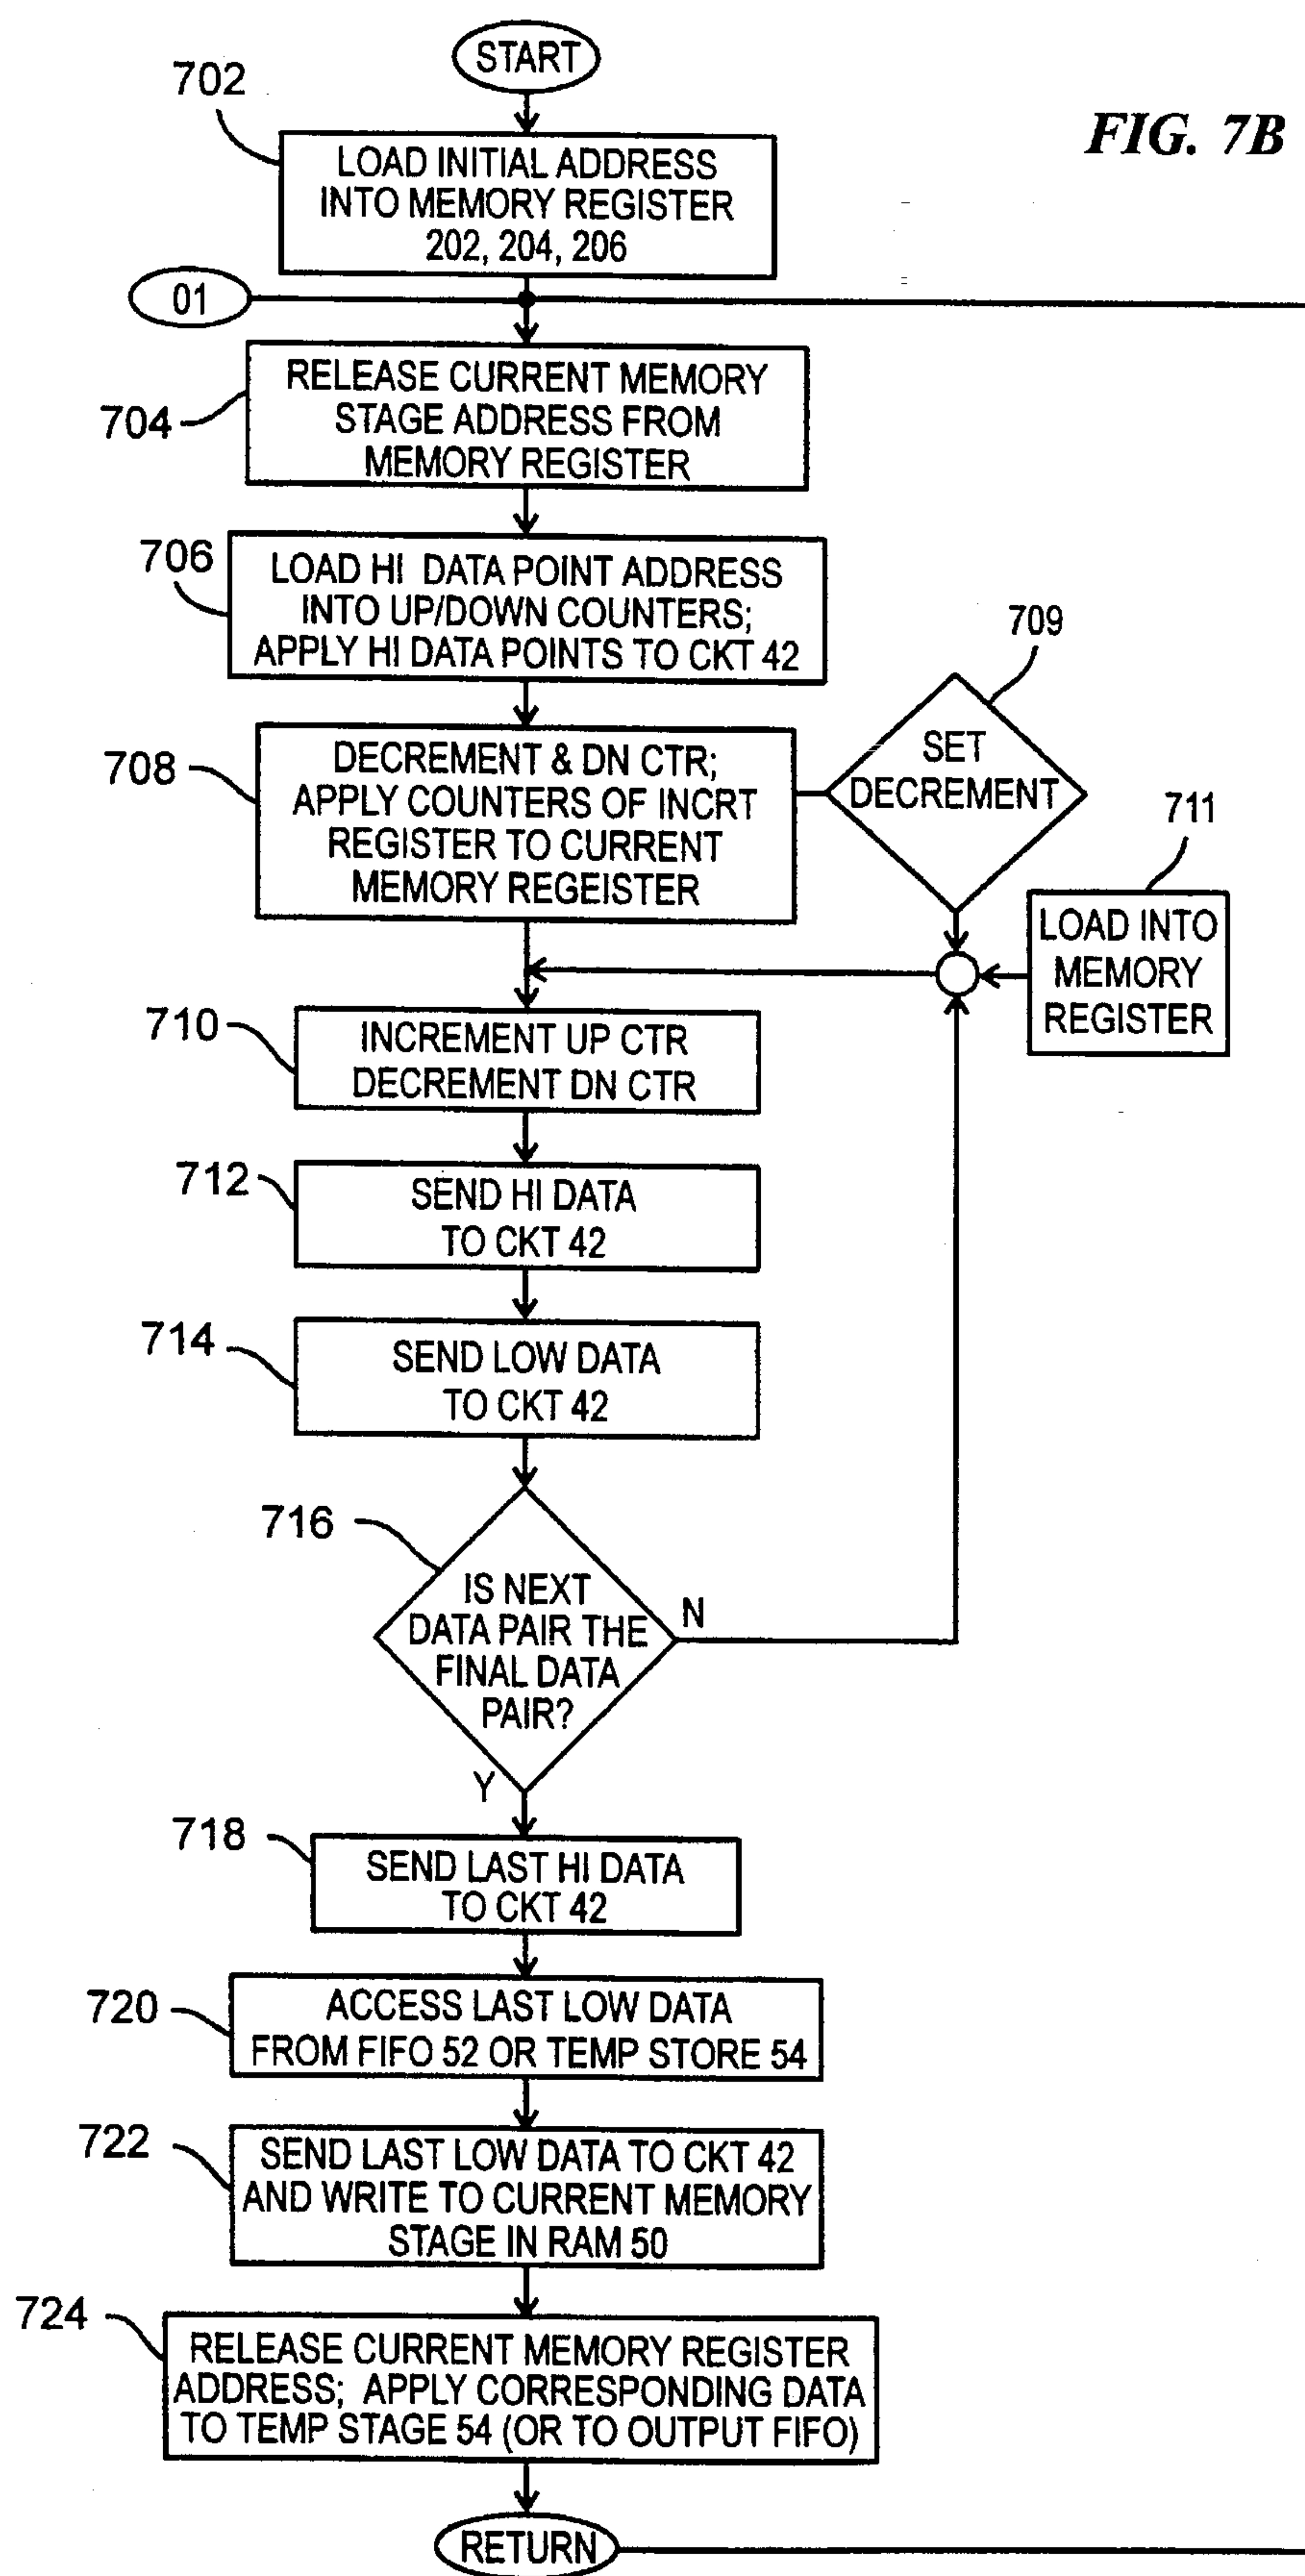 START
702
FIG. 7B
LOAD INITIAL ADDRESS
INTO MEMORY REGISTER
202, 204, 206
01
RELEASE CURRENT MEMORY
STAGE ADDRESS FROM
MEMORY REGISTER
704
706
LOAD HI DATA POINT ADDRESS
INTO UP/DOWN COUNTERS;
APPLY HI DATA POINTS TO CKT 42
709
708
DECREMENT & DN CTR;
APPLY COUNTERS OF INCRT
REGISTER TO CURRENT
MEMORY REGEISTER
SET
DECREMENT
711
LOAD INTO
MEMORY
REGISTER
710
INCREMENT UP CTR
DECREMENT DN CTR
712
SEND HI DATA
TO CKT 42
714
SEND LOW DATA
TO CKT 42
716
IS NEXT
DATA PAIR THE
FINAL DATA
PAIR?
N
Y
718
SEND LAST HI DATA
TO CKT 42
720
ACCESS LAST LOW DATA
FROM FIFO 52 OR TEMP STORE 54
722
SEND LAST LOW DATA TO CKT 42
AND WRITE TO CURRENT MEMORY
STAGE IN RAM 50
724
RELEASE CURRENT MEMORY REGISTER
ADDRESS; APPLY CORRESPONDING DATA
TO TEMP STAGE 54 (OR TO OUTPUT FIFO)
RETURN